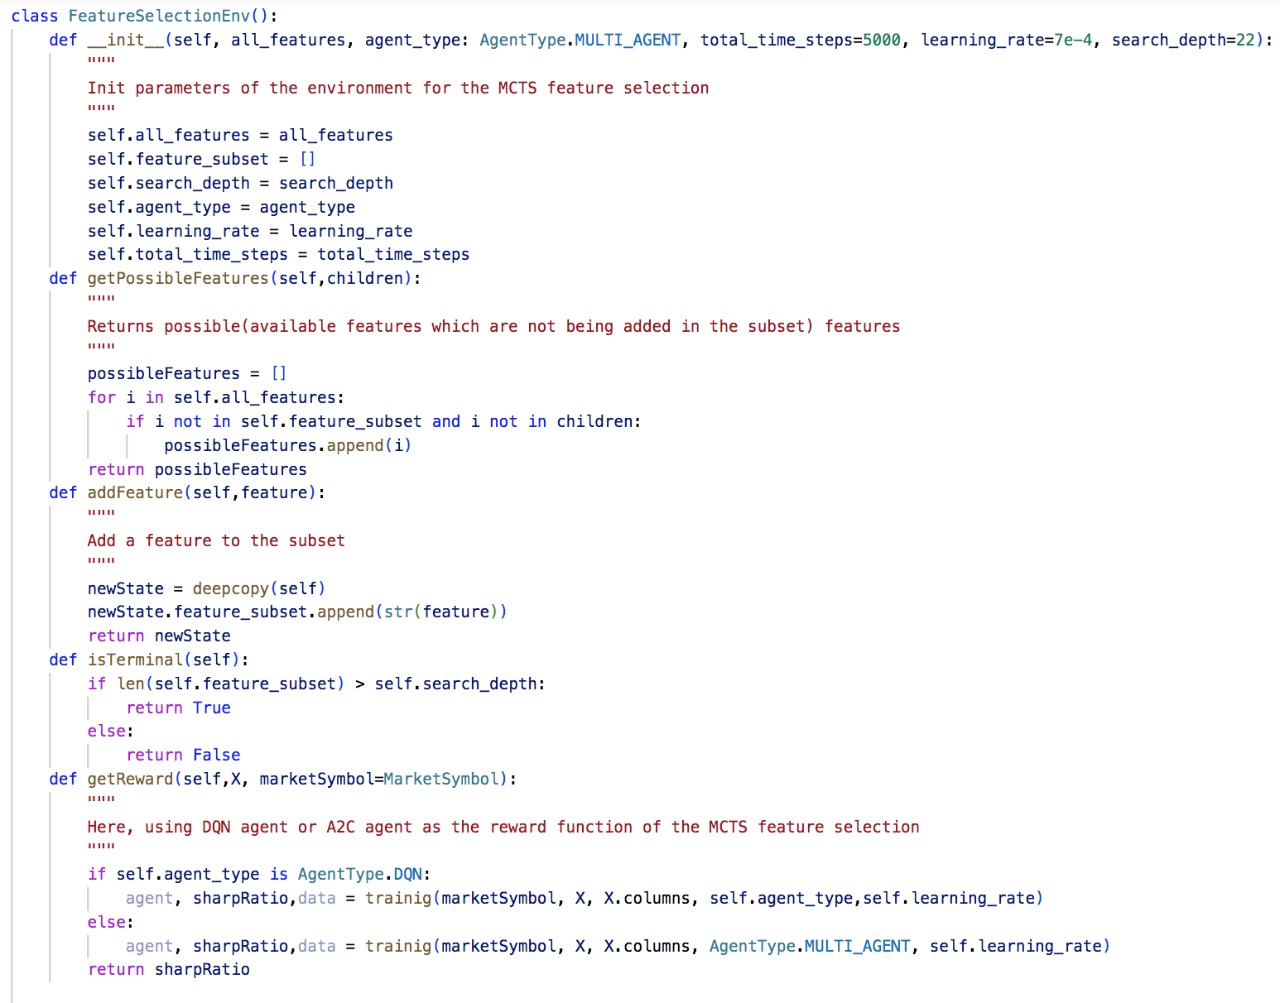 class FeatureSelectionEnv():
    def __init__(self, all_features, agent_type: AgentType.MULTI_AGENT, total_time_steps=5000, learning_rate=7e-4, search_depth=22):
        """
        Init parameters of the environment for the MCTS feature selection
        """
        self.all_features = all_features
        self.feature_subset = []
        self.search_depth = search_depth
        self.agent_type = agent_type
        self.learning_rate = learning_rate
        self.total_time_steps = total_time_steps
    def getPossibleFeatures(self,children):
        """
        Returns possible(available features which are not being added in the subset) features
        """
        possibleFeatures = []
        for i in self.all_features:
            if i not in self.feature_subset and i not in children:
                possibleFeatures.append(i)
        return possibleFeatures
    def addFeature(self,feature):
        """
        Add a feature to the subset
        """
        newState = deepcopy(self)
        newState.feature_subset.append(str(feature))
        return newState
    def isTerminal(self):
        if len(self.feature_subset) > self.search_depth:
            return True
        else:
            return False
    def getReward(self,X, marketSymbol=MarketSymbol):
        """
        Here, using DQN agent or A2C agent as the reward function of the MCTS feature selection
        """
        if self.agent_type is AgentType.DQN:
            agent, sharpRatio,data = trainig(marketSymbol, X, X.columns, self.agent_type,self.learning_rate)
        else:
            agent, sharpRatio,data = trainig(marketSymbol, X, X.columns, AgentType.MULTI_AGENT, self.learning_rate)
        return sharpRatio